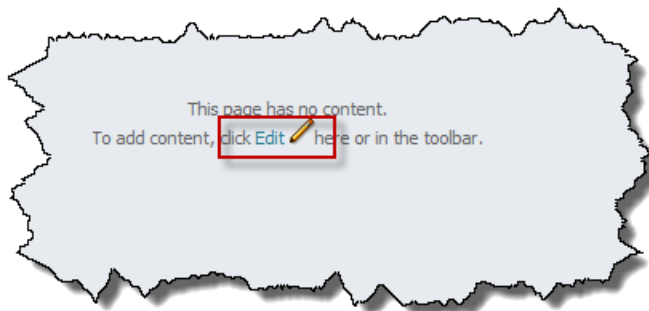 This page has no content.
To add content, click Edit here or in the toolbar.